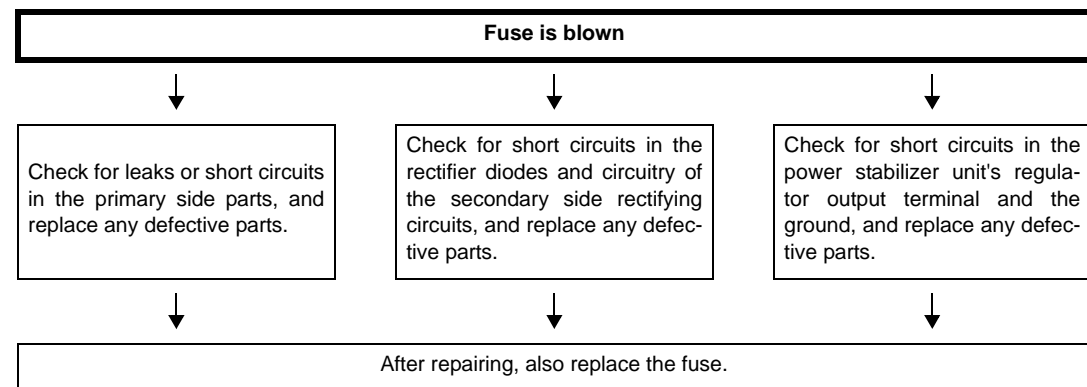 Fuse is blown
Check for leaks or short circuits
in the primary side parts, and
replace any defective parts.
Check for short circuits in the
rectifier diodes and circuitry of
the secondary side rectifying
circuits, and replace any defec-
tive parts.
Check for short circuits in the
power stabilizer unit's regula-
tor output terminal and the
ground, and replace any defec-
tive parts.
After repairing, also replace the fuse.